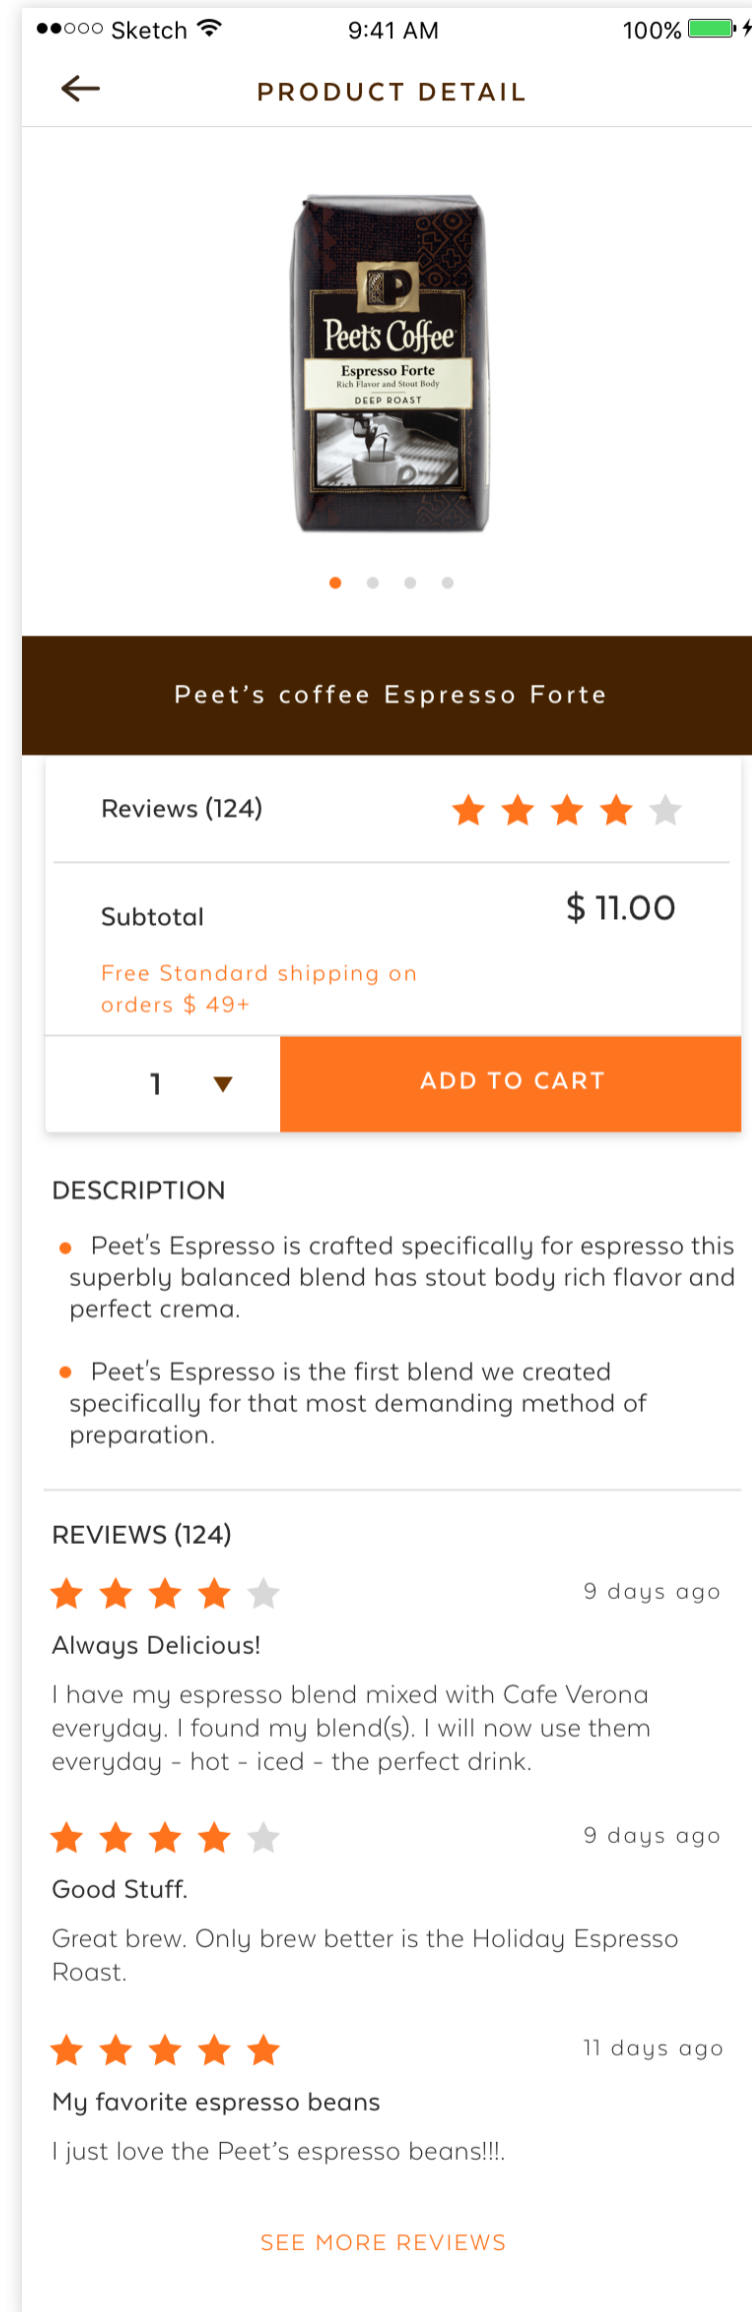 Sketch 9:41 AM 100%
PRODUCT DETAIL
P
Peet's Coffee
Espresso Forte
Rich Flavor and Stout Body
DEEP ROAST
Peet’s coffee Espresso Forte
Reviews (124)
Subtotal $ 11.00
Free Standard shipping on
orders $ 49+
1 ADD TO CART
DESCRIPTION
Peet's Espresso is crafted specifically for espresso this
superbly balanced blend has stout body rich flavor and
perfect crema.
Peet's Espresso is the first blend we created
specifically for that most demanding method of
preparation.
REVIEWS (124)
9 days ago
Always Delicious!
I have my espresso blend mixed with Cafe Verona
everyday. I found my blend(s). I will now use them
everyday - hot - iced - the perfect drink.
9 days ago
Good Stuff.
Great brew. Only brew better is the Holiday Espresso
Roast.
11 days ago
My favorite espresso beans
I just love the Peet’s espresso beans!!!.
SEE MORE REVIEWS